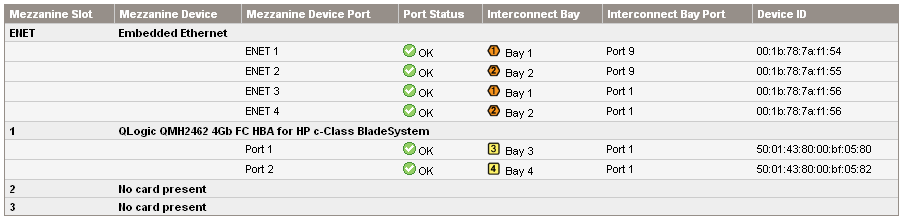 Mezzanine Slot Mezzanine Device Mezzanine Device Port Port Status Interconnect Bay Interconnect Bay Port Device ID
ENET Embedded Ethernet
ENET 1 OK 1 Bay 1 Port 9 00:1b:78:7a:f1:54
ENET 2 OK 2 Bay 2 Port 9 00:1b:78:7a:f1:55
ENET 3 OK 1 Bay 1 Port 1 00:1b:78:7a:f1:56
ENET 4 OK 2 Bay 2 Port 1 00:1b:78:7a:f1:56
1 QLogic QMH2462 4Gb FC HBA for HP c-Class BladeSystem
Port 1 OK 3 Bay 3 Port 1 50:01:43:80:00:bf:05:80
Port 2 OK 4 Bay 4 Port 1 50:01:43:80:00:bf:05:82
2 No card present
3 No card present